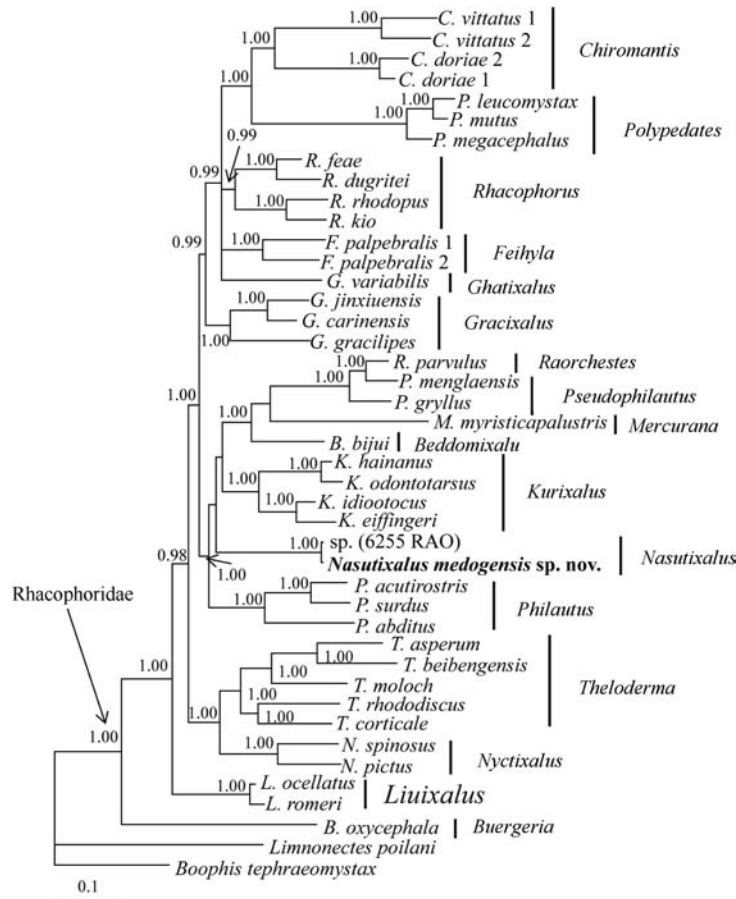 1.00
C. vittatus 1
C. vittatus 2
1.00
1.00
C. doriae 2
C. doriae 1
Chiromantis
1.00
1.00
P. leucomystax
P. mutus
1.00
P. megacephalus
Polypedates
0.99
0.99
1.00
R. feae
R. dugritei
1.00
R. rhodopus
R. kio
Rhacophorus
0.99
1.00
F. palpebralis 1
F. palpebralis 2
Feihyla
G. variabilis
Ghatixalus
1.00
G. jinxiuensis
G. carinensis
1.00
G. gracilipes
Gracixalus
1.00
1.00
1.00
R. parvulus
Raorchestes
P. menglaensis
P. gryllus
Pseudophilautus
M. myristicapalustris
Mercurana
B. bijui
Beddomixalu
1.00
K. hainanus
K. odontotarsus
1.00
K. idiootocus
K. eiffingeri
Kurixalus
1.00
sp. (6255 RAO)
Nasutixalus medogensis sp. nov.
Nasutixalus
0.98
1.00
1.00
1.00
P. acutirostris
P. surdus
P. abditus
Philautus
Rhacophoridae
1.00
T. asperum
1.00
T. beibengensis
1.00
T. moloch
1.00
T. rhododiscus
1.00
T. corticale
Theloderma
1.00
1.00
1.00
N. spinosus
N. pictus
Nyctixalus
1.00
L. ocellatus
L. romeri
Liuixalus
B. oxycephala
Buergeria
Limnonectes poilani
Boophis tephraeomystax
0.1